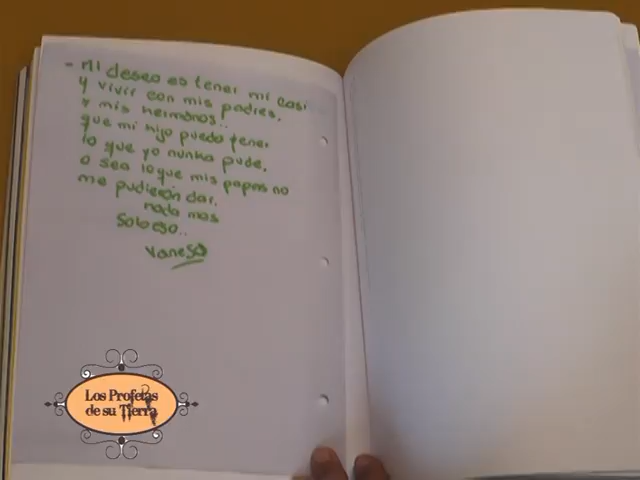 - Mi deseo es tener mi casi
y vivir con mis padres.
y mis hermanos..
que mi hijo pueda tener
lo que yo nunka pude.
o sea lo que mis papas no
me pudierón dar.
nada mas
Solo eso..
Vanesa
Los Profetas
de su Tierra